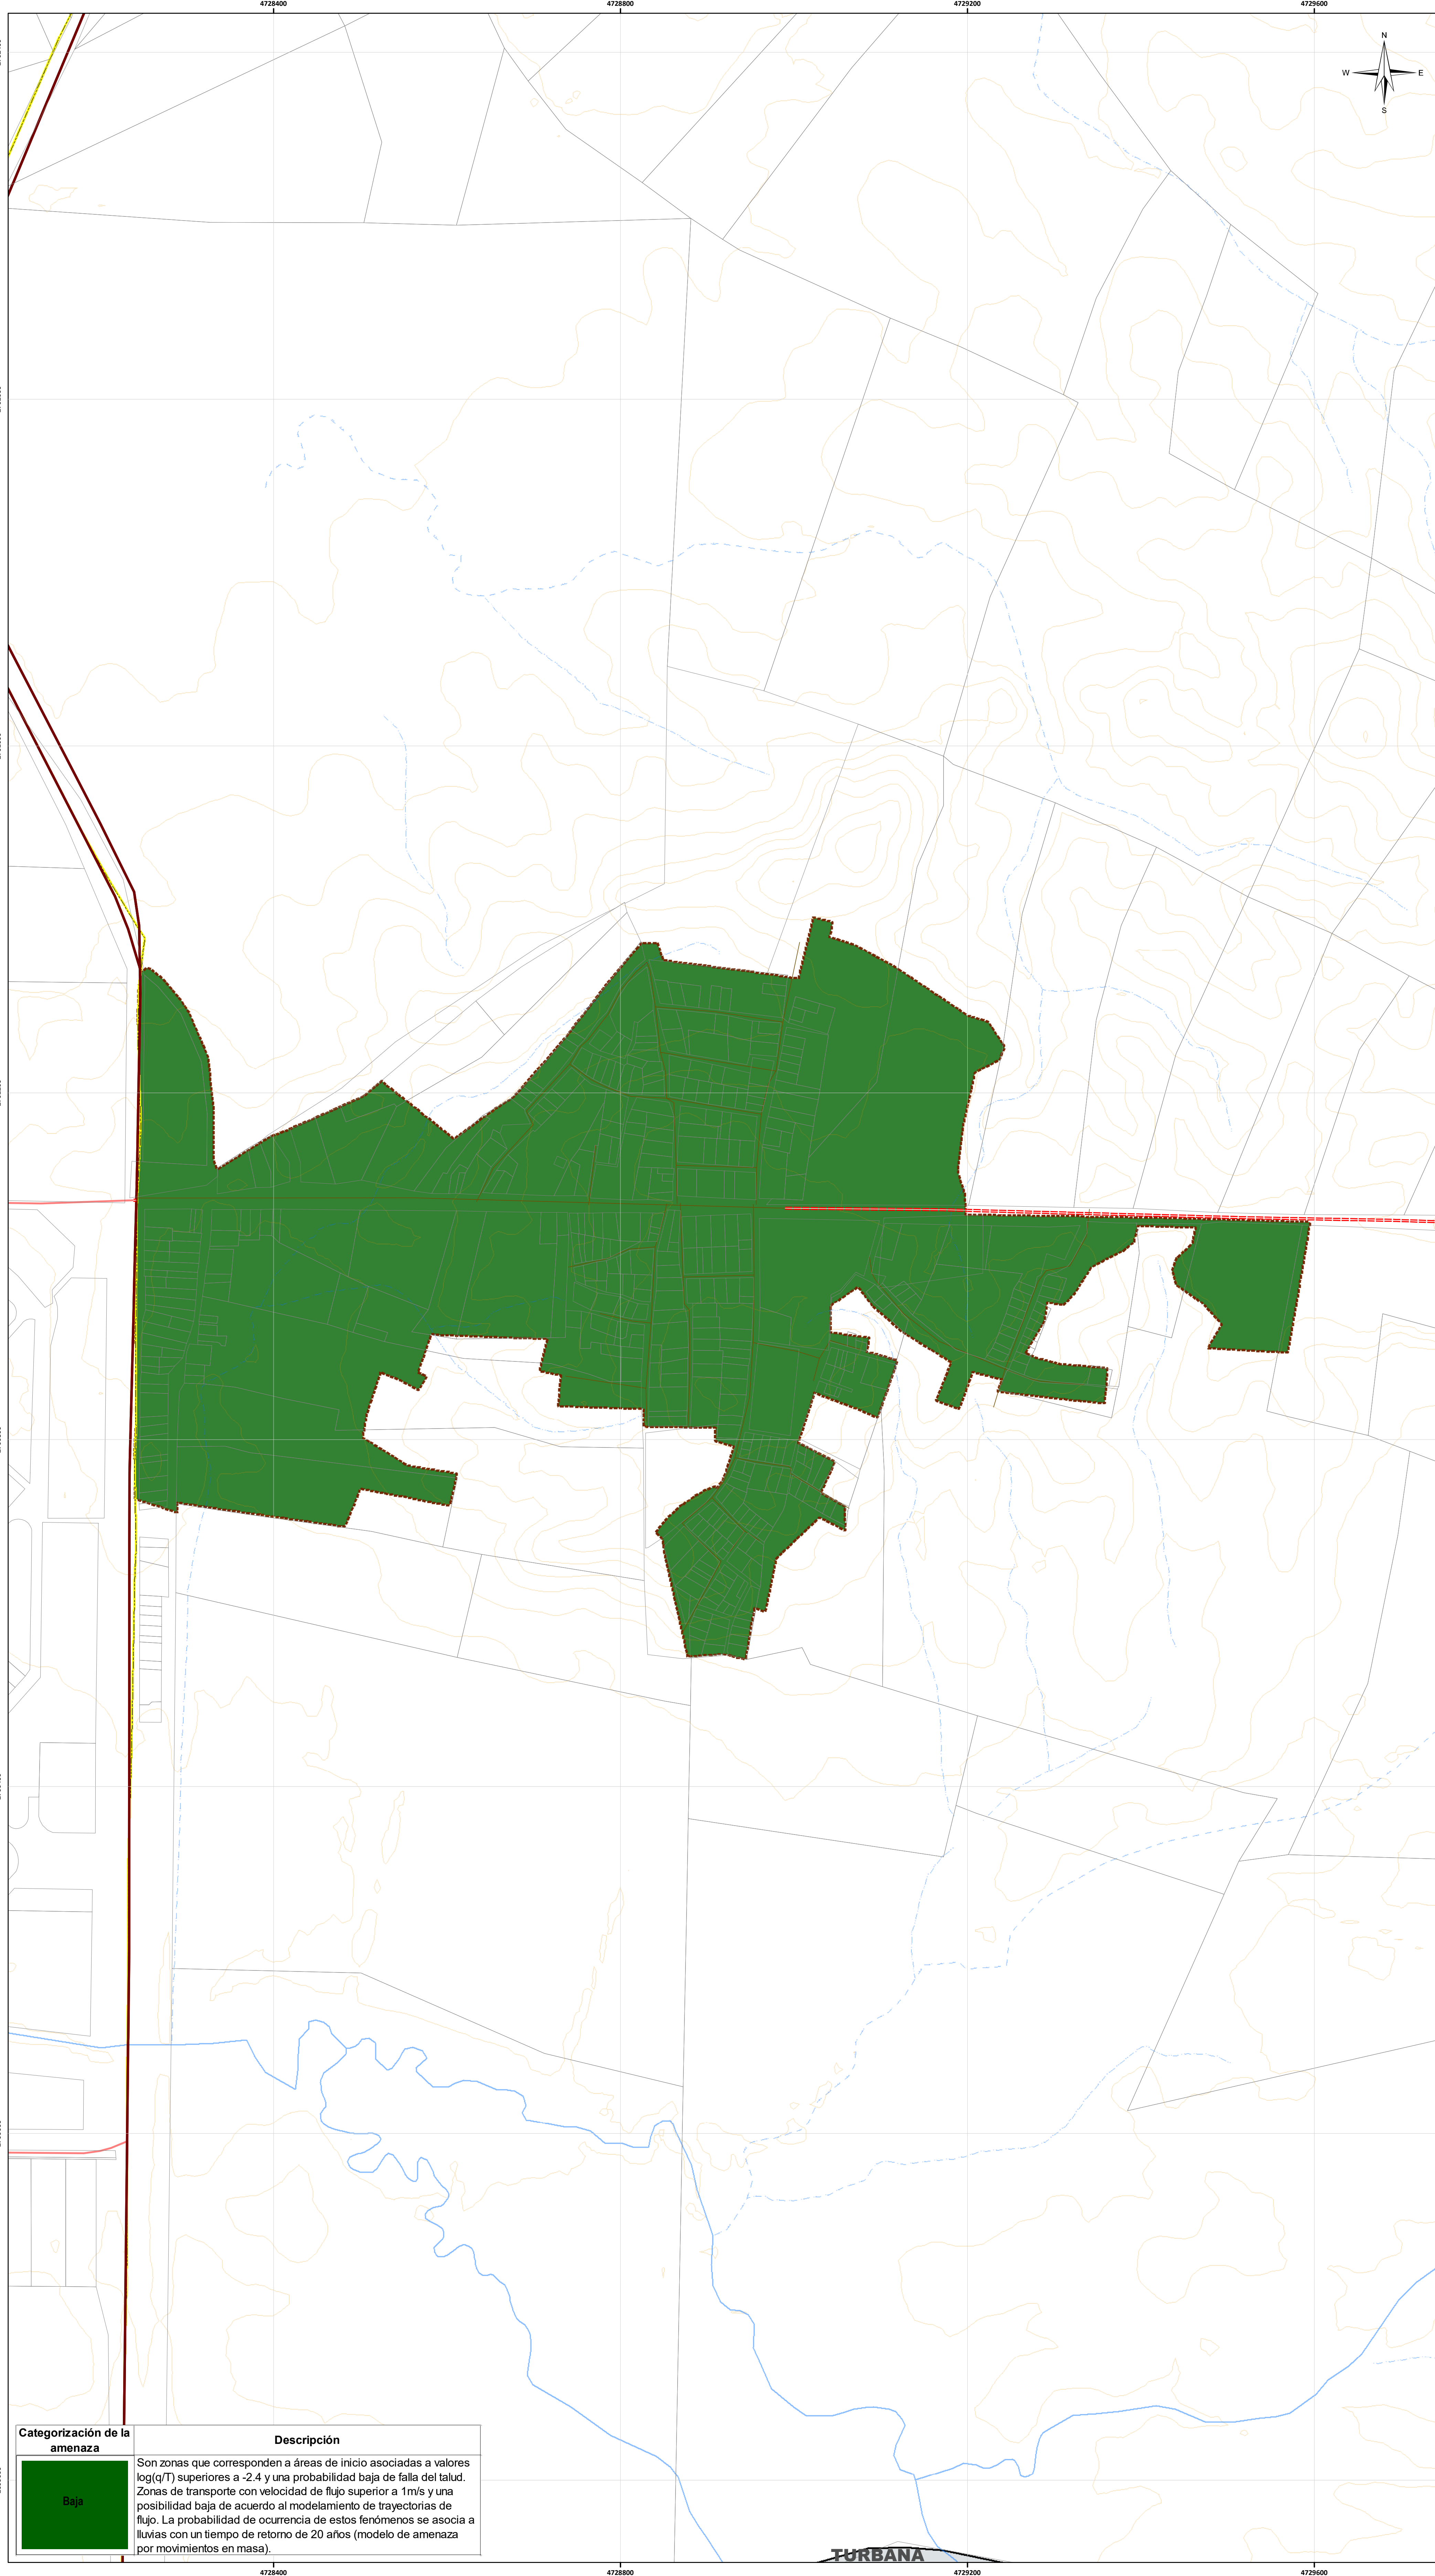 4728400 4728800 4729200 4729600
N
W E
S
Categorización de la amenaza
Descripción
Baja
Son zonas que corresponden a áreas de inicio asociadas a valores
log(q/T) superiores a -2.4 y una probabilidad baja de falla del talud.
Zonas de transporte con velocidad de flujo superior a 1m/s y una
posibilidad baja de acuerdo al modelamiento de trayectorias de
flujo. La probabilidad de ocurrencia de estos fenómenos se asocia a
lluvias con un tiempo de retorno de 20 años (modelo de amenaza
por movimientos en masa).
TURBANA
4728400 4728800 4729200 4729600